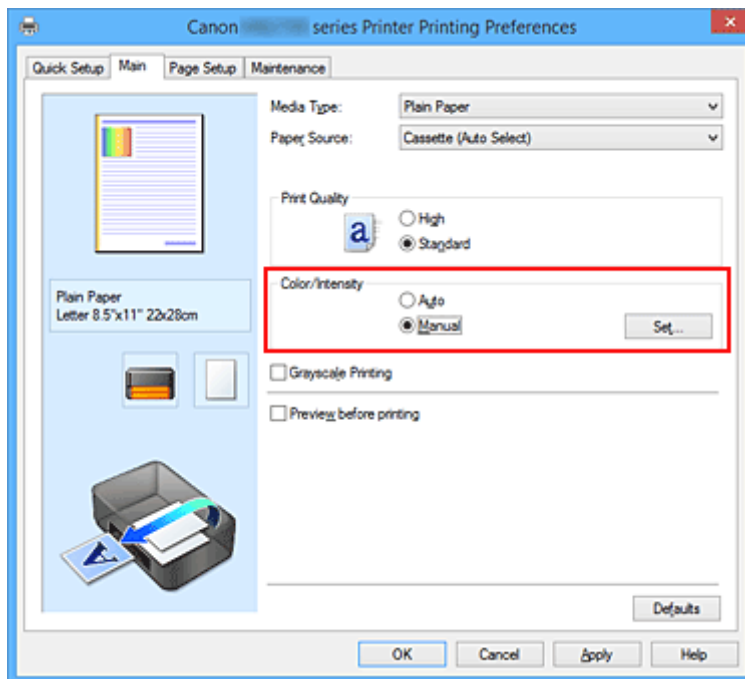 Canon series Printer Printing Preferences
Quick Setup Main Page Setup Maintenance
Media Type: Plain Paper
Paper Source: Cassette (Auto Select)
Print Quality
a
High
Standard
Color/Intensity
Auto
Manual
Set...
Plain Paper
Letter 8.5"x11" 22x28cm
Grayscale Printing
Preview before printing
A
Defaults
OK Cancel Apply Help